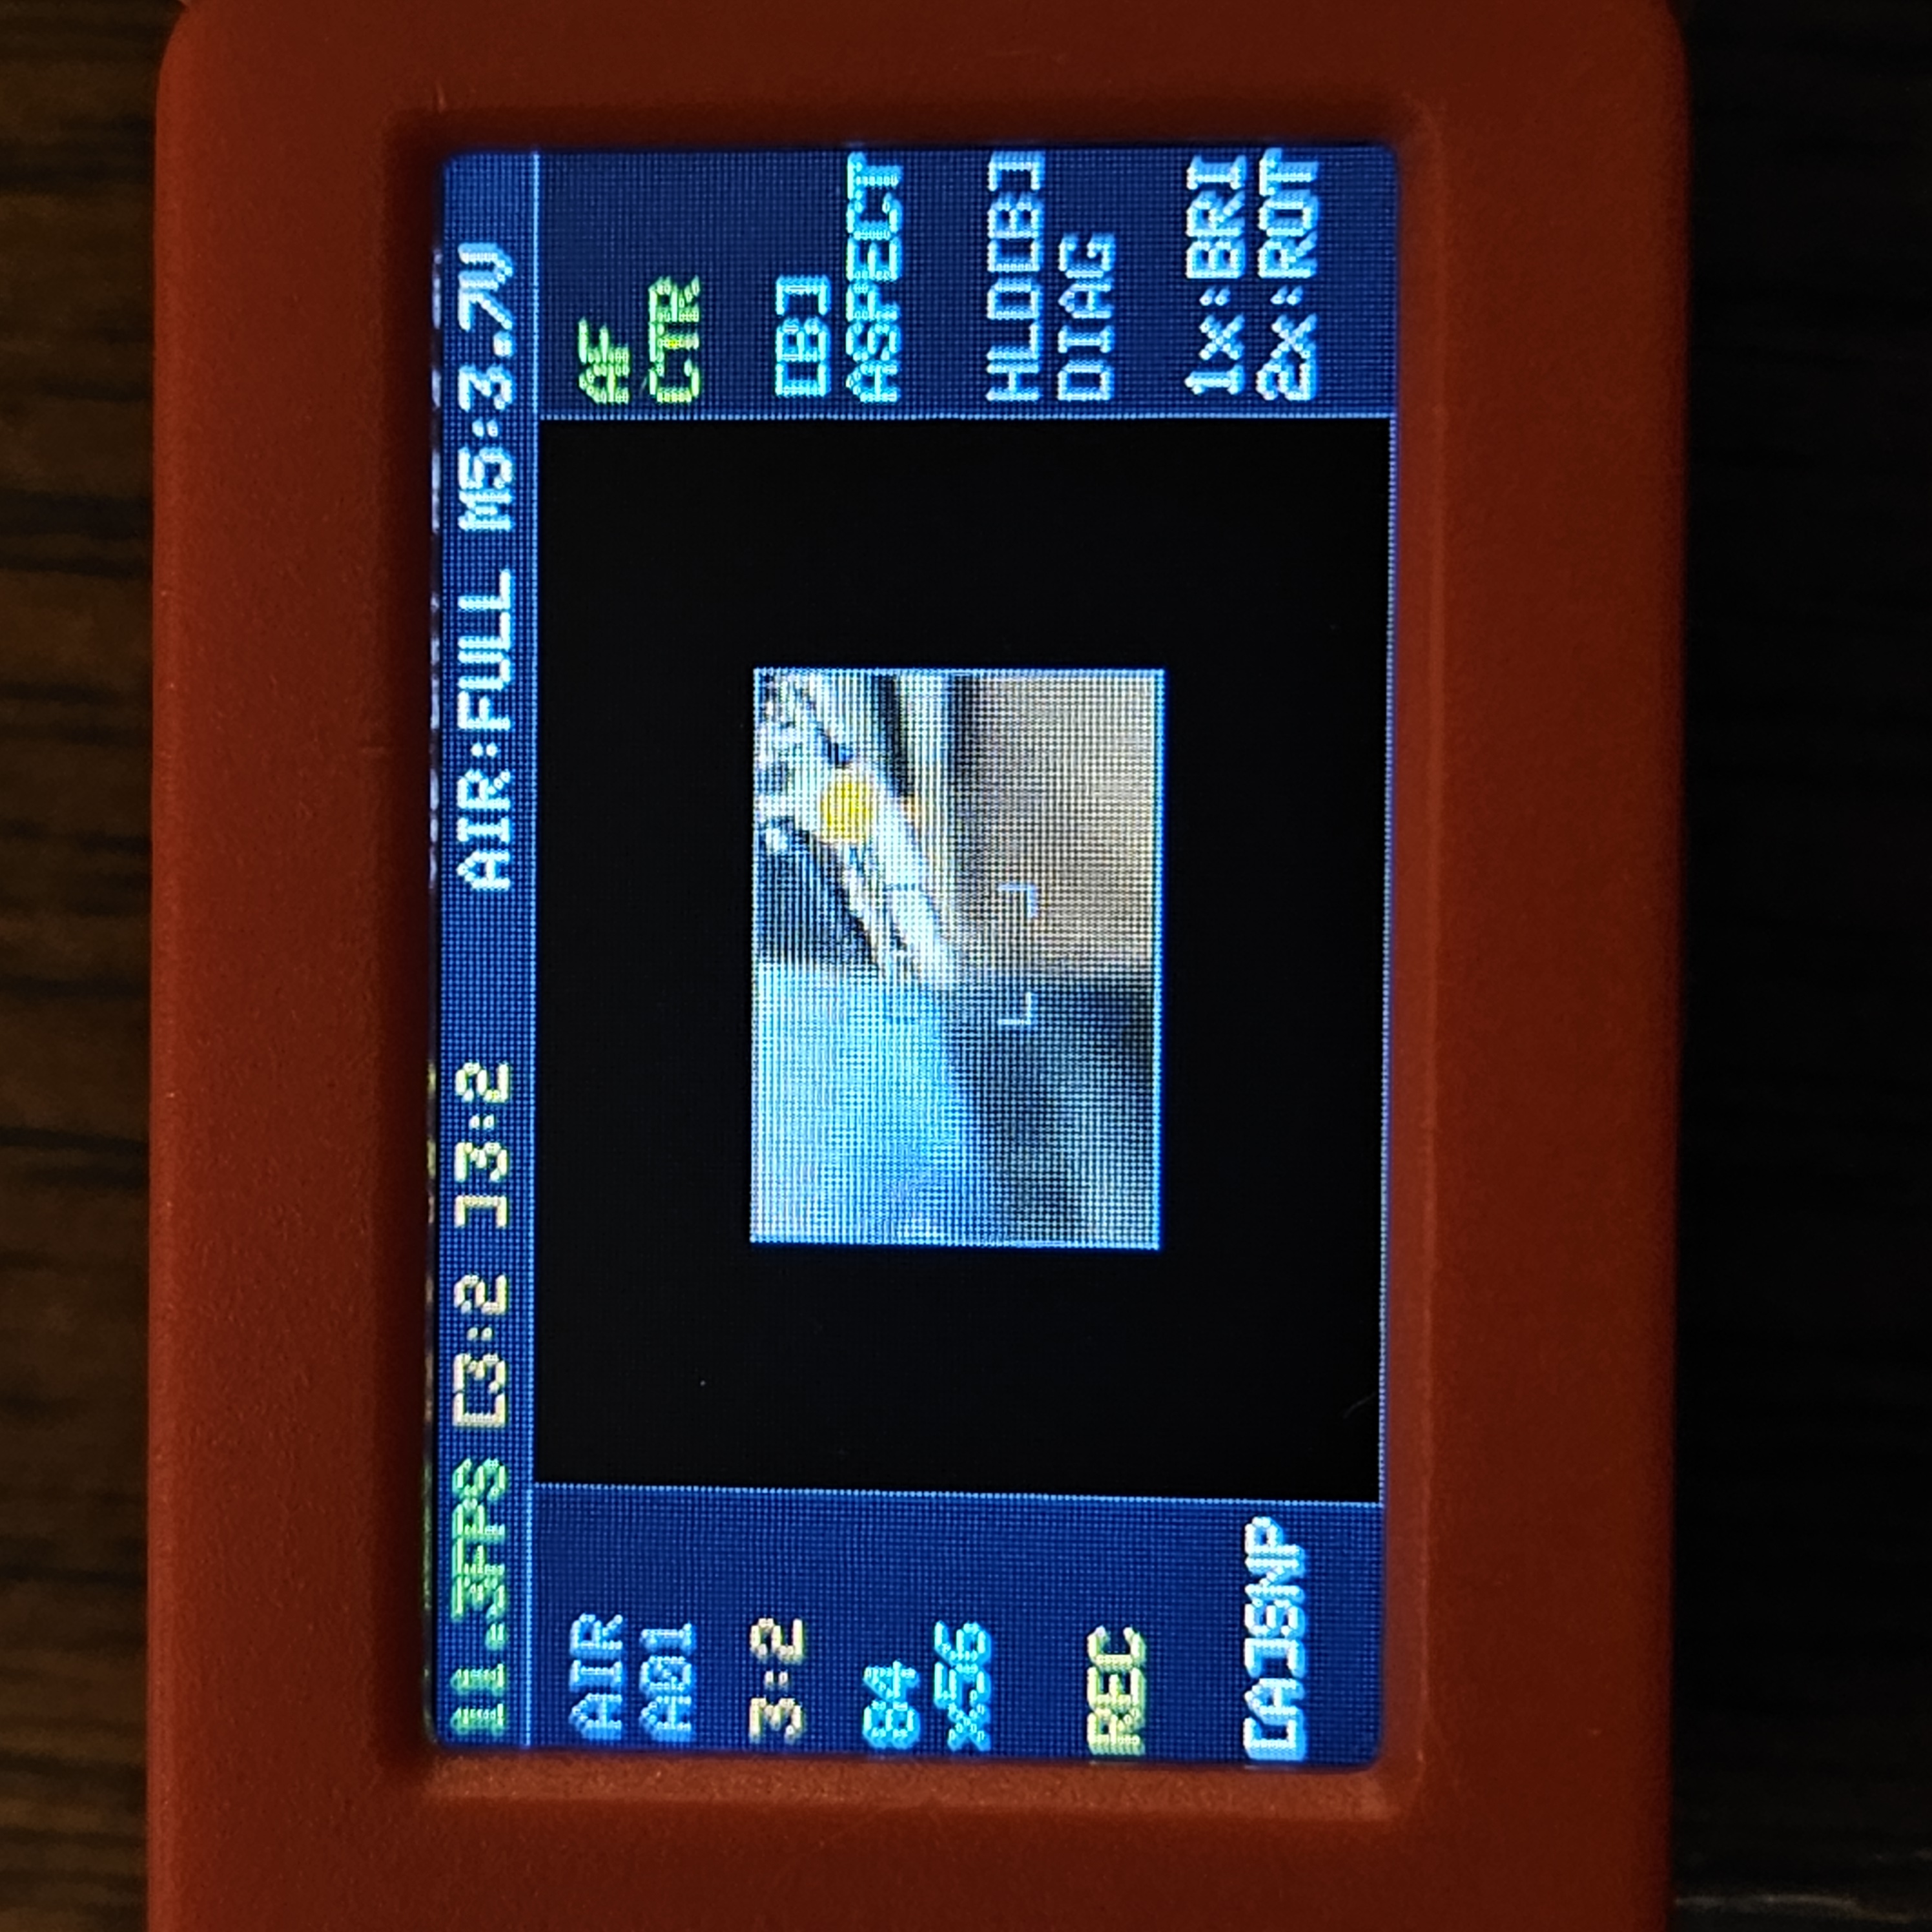 11.3FPS [3:2 ]3:2 AIR:FULL M5:3.7V
AIR
A01
3:2
84
x56
REC
[A]SNP
AF
CTR
[B]
ASPECT
HLD[B]
DIAG
1x:BRI
2x:ROT